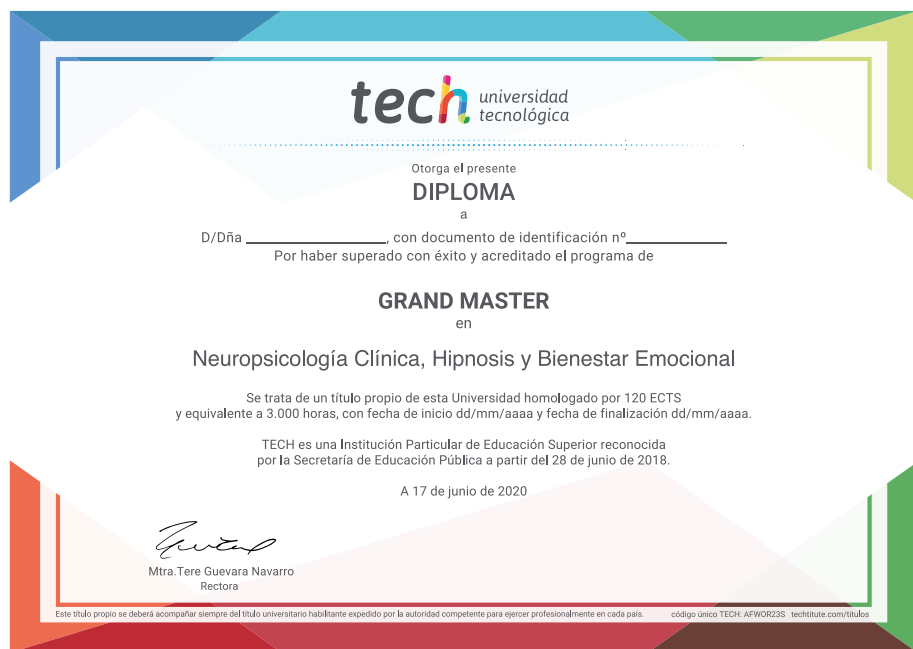 tech universidad
tecnológica
Otorga el presente
DIPLOMA
a
D/Dña ________________, con documento de identificación nº____________
Por haber superado con éxito y acreditado el programa de
GRAND MASTER
en
Neuropsicología Clínica, Hipnosis y Bienestar Emocional
Se trata de un título propio de esta Universidad homologado por 120 ECTS
y equivalente a 3.000 horas, con fecha de inicio dd/mm/aaaa y fecha de finalización dd/mm/aaaa.
TECH es una Institución Particular de Educación Superior reconocida
por la Secretaría de Educación Pública a partir del 28 de junio de 2018.
A 17 de junio de 2020
Mtra.Tere Guevara Navarro
Rectora
Este título propio se deberá acompañar siempre del título universitario habilitante expedido por la autoridad competente para ejercer profesionalmente en cada país. código único TECH: AFWOR23S techtitute.com/titulos